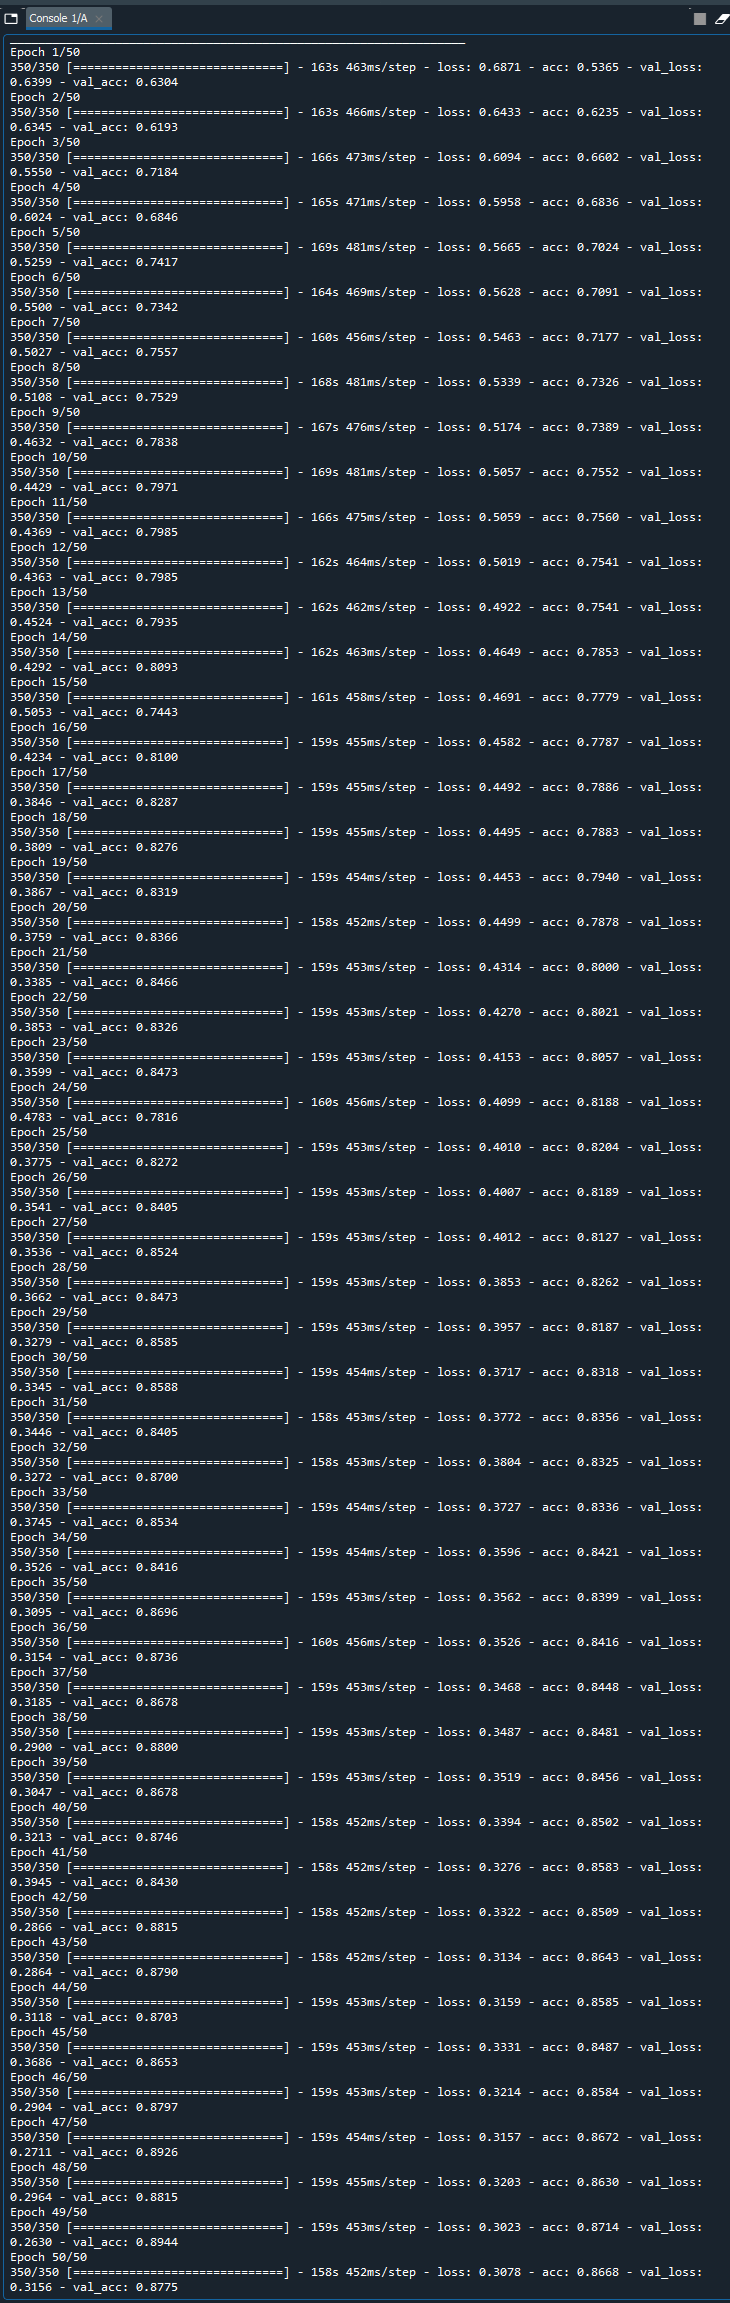 Console 1/A
Epoch 1/50
350/350 [==============================] - 163s 463ms/step - loss: 0.6871 - acc: 0.5365 - val_loss:
0.6399 - val_acc: 0.6304
Epoch 2/50
350/350 [==============================] - 163s 466ms/step - loss: 0.6433 - acc: 0.6235 - val_loss:
0.6345 - val_acc: 0.6193
Epoch 3/50
350/350 [==============================] - 166s 473ms/step - loss: 0.6094 - acc: 0.6602 - val_loss:
0.5550 - val_acc: 0.7184
Epoch 4/50
350/350 [==============================] - 165s 471ms/step - loss: 0.5958 - acc: 0.6836 - val_loss:
0.6024 - val_acc: 0.6846
Epoch 5/50
350/350 [==============================] - 169s 481ms/step - loss: 0.5665 - acc: 0.7024 - val_loss:
0.5259 - val_acc: 0.7417
Epoch 6/50
350/350 [==============================] - 164s 469ms/step - loss: 0.5628 - acc: 0.7091 - val_loss:
0.5500 - val_acc: 0.7342
Epoch 7/50
350/350 [==============================] - 160s 456ms/step - loss: 0.5463 - acc: 0.7177 - val_loss:
0.5027 - val_acc: 0.7557
Epoch 8/50
350/350 [==============================] - 168s 481ms/step - loss: 0.5339 - acc: 0.7326 - val_loss:
0.5108 - val_acc: 0.7529
Epoch 9/50
350/350 [==============================] - 167s 476ms/step - loss: 0.5174 - acc: 0.7389 - val_loss:
0.4632 - val_acc: 0.7838
Epoch 10/50
350/350 [==============================] - 169s 481ms/step - loss: 0.5057 - acc: 0.7552 - val_loss:
0.4429 - val_acc: 0.7971
Epoch 11/50
350/350 [==============================] - 166s 475ms/step - loss: 0.5059 - acc: 0.7560 - val_loss:
0.4369 - val_acc: 0.7985
Epoch 12/50
350/350 [==============================] - 162s 464ms/step - loss: 0.5019 - acc: 0.7541 - val_loss:
0.4363 - val_acc: 0.7985
Epoch 13/50
350/350 [==============================] - 162s 462ms/step - loss: 0.4922 - acc: 0.7541 - val_loss:
0.4524 - val_acc: 0.7935
Epoch 14/50
350/350 [==============================] - 162s 463ms/step - loss: 0.4649 - acc: 0.7853 - val_loss:
0.4292 - val_acc: 0.8093
Epoch 15/50
350/350 [==============================] - 161s 458ms/step - loss: 0.4691 - acc: 0.7779 - val_loss:
0.5053 - val_acc: 0.7443
Epoch 16/50
350/350 [==============================] - 159s 455ms/step - loss: 0.4582 - acc: 0.7787 - val_loss:
0.4234 - val_acc: 0.8100
Epoch 17/50
350/350 [==============================] - 159s 455ms/step - loss: 0.4492 - acc: 0.7886 - val_loss:
0.3846 - val_acc: 0.8287
Epoch 18/50
350/350 [==============================] - 159s 455ms/step - loss: 0.4495 - acc: 0.7883 - val_loss:
0.3809 - val_acc: 0.8276
Epoch 19/50
350/350 [==============================] - 159s 454ms/step - loss: 0.4453 - acc: 0.7940 - val_loss:
0.3867 - val_acc: 0.8319
Epoch 20/50
350/350 [==============================] - 158s 452ms/step - loss: 0.4499 - acc: 0.7878 - val_loss:
0.3759 - val_acc: 0.8366
Epoch 21/50
350/350 [==============================] - 159s 453ms/step - loss: 0.4314 - acc: 0.8000 - val_loss:
0.3385 - val_acc: 0.8466
Epoch 22/50
350/350 [==============================] - 159s 453ms/step - loss: 0.4270 - acc: 0.8021 - val_loss:
0.3853 - val_acc: 0.8326
Epoch 23/50
350/350 [==============================] - 159s 453ms/step - loss: 0.4153 - acc: 0.8057 - val_loss:
0.3599 - val_acc: 0.8473
Epoch 24/50
350/350 [==============================] - 160s 456ms/step - loss: 0.4099 - acc: 0.8188 - val_loss:
0.4783 - val_acc: 0.7816
Epoch 25/50
350/350 [==============================] - 159s 453ms/step - loss: 0.4010 - acc: 0.8204 - val_loss:
0.3775 - val_acc: 0.8272
Epoch 26/50
350/350 [==============================] - 159s 453ms/step - loss: 0.4007 - acc: 0.8189 - val_loss:
0.3541 - val_acc: 0.8405
Epoch 27/50
350/350 [==============================] - 159s 453ms/step - loss: 0.4012 - acc: 0.8127 - val_loss:
0.3536 - val_acc: 0.8524
Epoch 28/50
350/350 [==============================] - 159s 453ms/step - loss: 0.3853 - acc: 0.8262 - val_loss:
0.3662 - val_acc: 0.8473
Epoch 29/50
350/350 [==============================] - 159s 453ms/step - loss: 0.3957 - acc: 0.8187 - val_loss:
0.3279 - val_acc: 0.8585
Epoch 30/50
350/350 [==============================] - 159s 454ms/step - loss: 0.3717 - acc: 0.8318 - val_loss:
0.3345 - val_acc: 0.8588
Epoch 31/50
350/350 [==============================] - 158s 453ms/step - loss: 0.3772 - acc: 0.8356 - val_loss:
0.3446 - val_acc: 0.8405
Epoch 32/50
350/350 [==============================] - 158s 453ms/step - loss: 0.3804 - acc: 0.8325 - val_loss:
0.3272 - val_acc: 0.8700
Epoch 33/50
350/350 [==============================] - 159s 454ms/step - loss: 0.3727 - acc: 0.8336 - val_loss:
0.3745 - val_acc: 0.8534
Epoch 34/50
350/350 [==============================] - 159s 454ms/step - loss: 0.3596 - acc: 0.8421 - val_loss:
0.3526 - val_acc: 0.8416
Epoch 35/50
350/350 [==============================] - 159s 453ms/step - loss: 0.3562 - acc: 0.8399 - val_loss:
0.3095 - val_acc: 0.8696
Epoch 36/50
350/350 [==============================] - 160s 456ms/step - loss: 0.3526 - acc: 0.8416 - val_loss:
0.3154 - val_acc: 0.8736
Epoch 37/50
350/350 [==============================] - 159s 453ms/step - loss: 0.3468 - acc: 0.8448 - val_loss:
0.3185 - val_acc: 0.8678
Epoch 38/50
350/350 [==============================] - 159s 453ms/step - loss: 0.3487 - acc: 0.8481 - val_loss:
0.2900 - val_acc: 0.8800
Epoch 39/50
350/350 [==============================] - 159s 453ms/step - loss: 0.3519 - acc: 0.8456 - val_loss:
0.3047 - val_acc: 0.8678
Epoch 40/50
350/350 [==============================] - 158s 452ms/step - loss: 0.3394 - acc: 0.8502 - val_loss:
0.3213 - val_acc: 0.8746
Epoch 41/50
350/350 [==============================] - 158s 452ms/step - loss: 0.3276 - acc: 0.8583 - val_loss:
0.3945 - val_acc: 0.8430
Epoch 42/50
350/350 [==============================] - 158s 452ms/step - loss: 0.3322 - acc: 0.8509 - val_loss:
0.2866 - val_acc: 0.8815
Epoch 43/50
350/350 [==============================] - 158s 452ms/step - loss: 0.3134 - acc: 0.8643 - val_loss:
0.2864 - val_acc: 0.8790
Epoch 44/50
350/350 [==============================] - 159s 453ms/step - loss: 0.3159 - acc: 0.8585 - val_loss:
0.3118 - val_acc: 0.8703
Epoch 45/50
350/350 [==============================] - 159s 453ms/step - loss: 0.3331 - acc: 0.8487 - val_loss:
0.3686 - val_acc: 0.8653
Epoch 46/50
350/350 [==============================] - 159s 453ms/step - loss: 0.3214 - acc: 0.8584 - val_loss:
0.2904 - val_acc: 0.8797
Epoch 47/50
350/350 [==============================] - 159s 454ms/step - loss: 0.3157 - acc: 0.8672 - val_loss:
0.2711 - val_acc: 0.8926
Epoch 48/50
350/350 [==============================] - 159s 455ms/step - loss: 0.3203 - acc: 0.8630 - val_loss:
0.2964 - val_acc: 0.8815
Epoch 49/50
350/350 [==============================] - 159s 453ms/step - loss: 0.3023 - acc: 0.8714 - val_loss:
0.2630 - val_acc: 0.8944
Epoch 50/50
350/350 [==============================] - 158s 452ms/step - loss: 0.3078 - acc: 0.8668 - val_loss:
0.3156 - val_acc: 0.8775